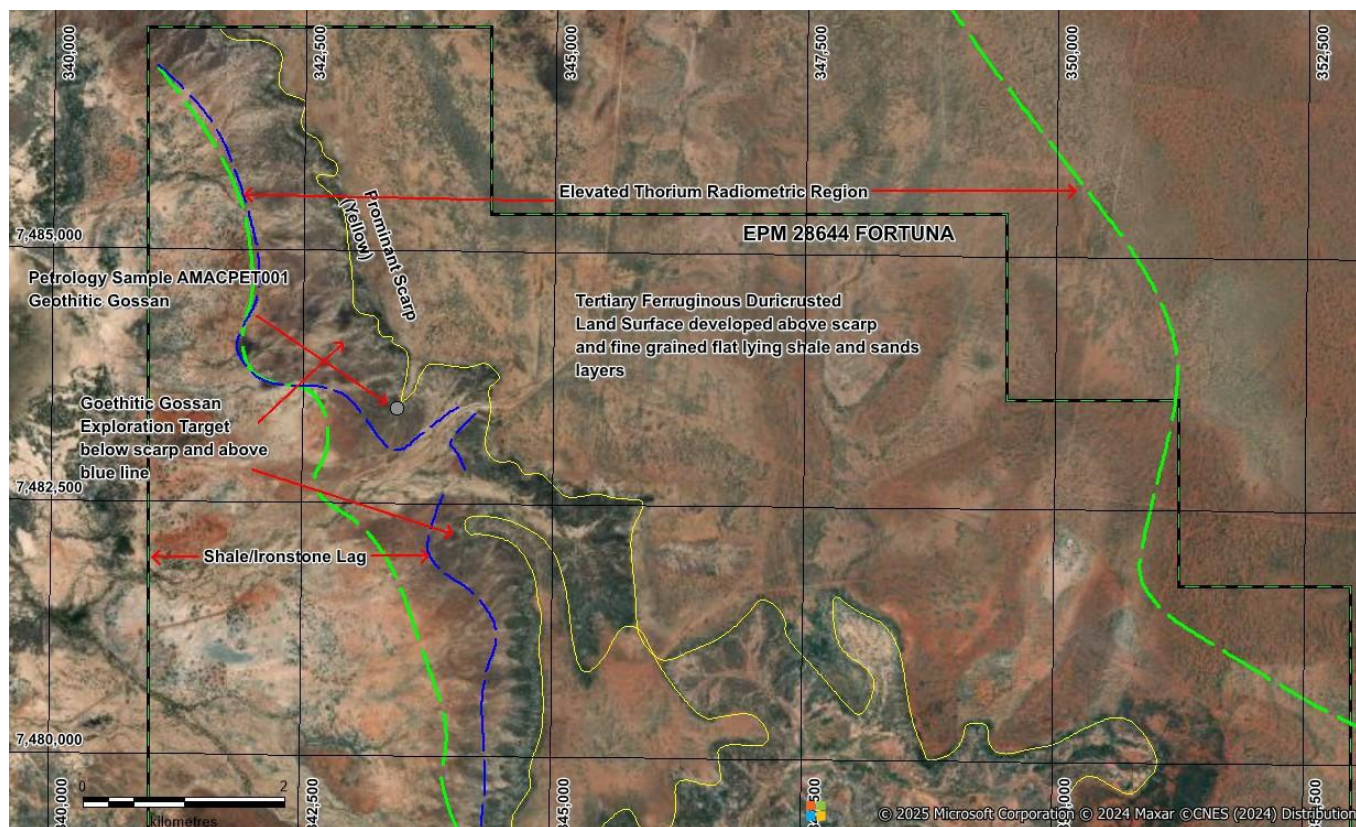 340,000
342,500
345,000
347,500
350,000
352,500
Elevated Thorium Radiometric Region
Prominant Scarp
(Yellow)
7,485,000
EPM 28644 FORTUNA
Petrology Sample AMACPET001
Geothitic Gossan
Tertiary Ferruginous Duricrusted
Land Surface developed above scarp
and fine grained flat lying shale and sands
layers
Goethitic Gossan
Exploration Target
below scarp and above
blue line
7,482,500
Shale/Ironstone Lag
7,480,000
0
2
kilometres
340,000
342,500
345,000
© 2025 Microsoft Corporation © 2024 Maxar ©CNES (2024) Distribution